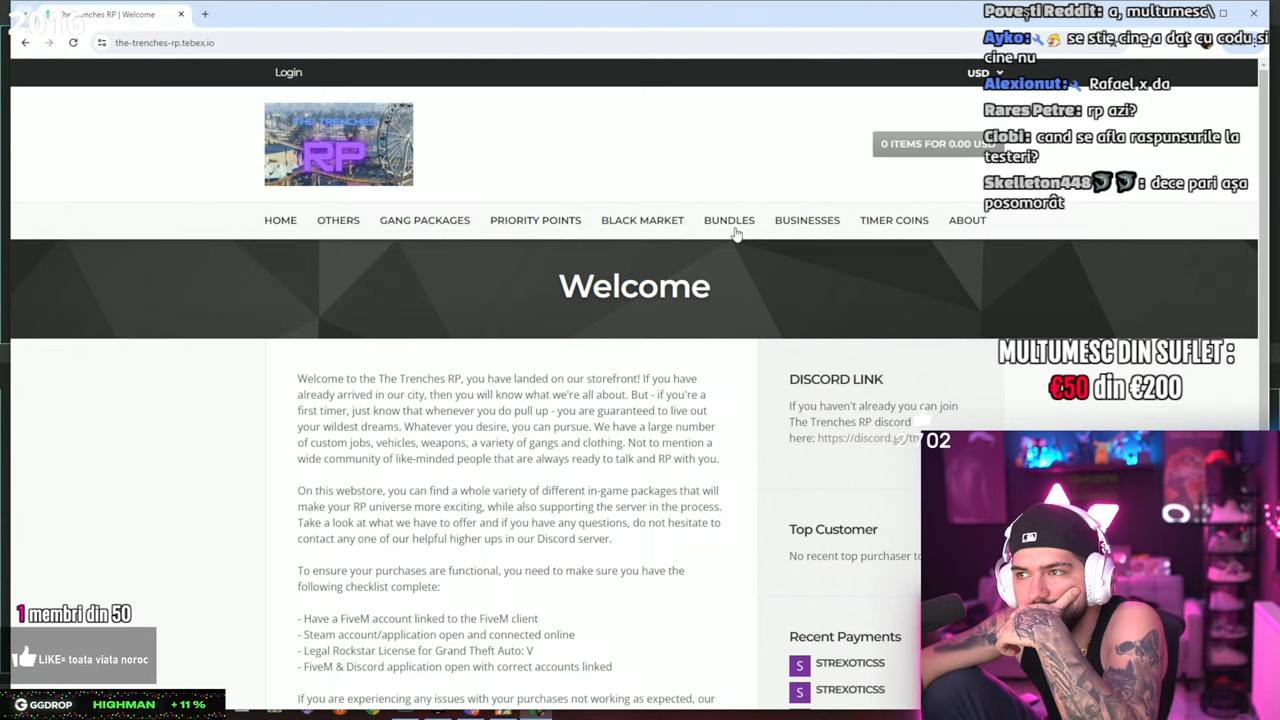 2016
The Trenches RP | Welcome
the-trenches-rp.tebex.io
Login
USD
THE TRENCHES
RP
0 ITEMS FOR 0.00 USD
HOME OTHERS GANG PACKAGES PRIORITY POINTS BLACK MARKET BUNDLES BUSINESSES TIMER COINS ABOUT
Welcome
Povești Reddit: a, multumesc\
Ayko: se stie cine a dat cu codu si
cine nu
Alexionut: Rafael x da
Rares Petre: rp azi?
Ciobi: cand se afla raspunsurile la
testeri?
Skelleton448: dece pari așa
posomorât
MULTUMESC DIN SUFLET :
€50 din €200
Welcome to the The Trenches RP, you have landed on our storefront! If you have
already arrived in our city, then you will know what we're all about. But - if you're a
first timer, just know that whenever you do pull up - you are guaranteed to live out
your wildest dreams. Whatever you desire, you can pursue. We have a large number
of custom jobs, vehicles, weapons, a variety of gangs and clothing. Not to mention a
wide community of like-minded people that are always ready to talk and RP with you.
On this webstore, you can find a whole variety of different in-game packages that will
make your RP universe more exciting, while also supporting the server in the process.
Take a look at what we have to offer and if you have any questions, do not hesitate to
contact any one of our helpful higher ups in our Discord server.
To ensure your purchases are functional, you need to make sure you have the
following checklist complete:
- Have a FiveM account linked to the FiveM client
- Steam account/application open and connected online
- Legal Rockstar License for Grand Theft Auto: V
- FiveM & Discord application open with correct accounts linked
If you are experiencing any issues with your purchases not working as expected, our
DISCORD LINK
If you haven't already you can join
The Trenches RP discord
here: https://discord.gg/th
02
Top Customer
No recent top purchaser to
Recent Payments
S STREXOTICSS
S STREXOTICSS
1 membri din 50
LIKE= toata viata noroc
GGDROP HIGHMAN +11%